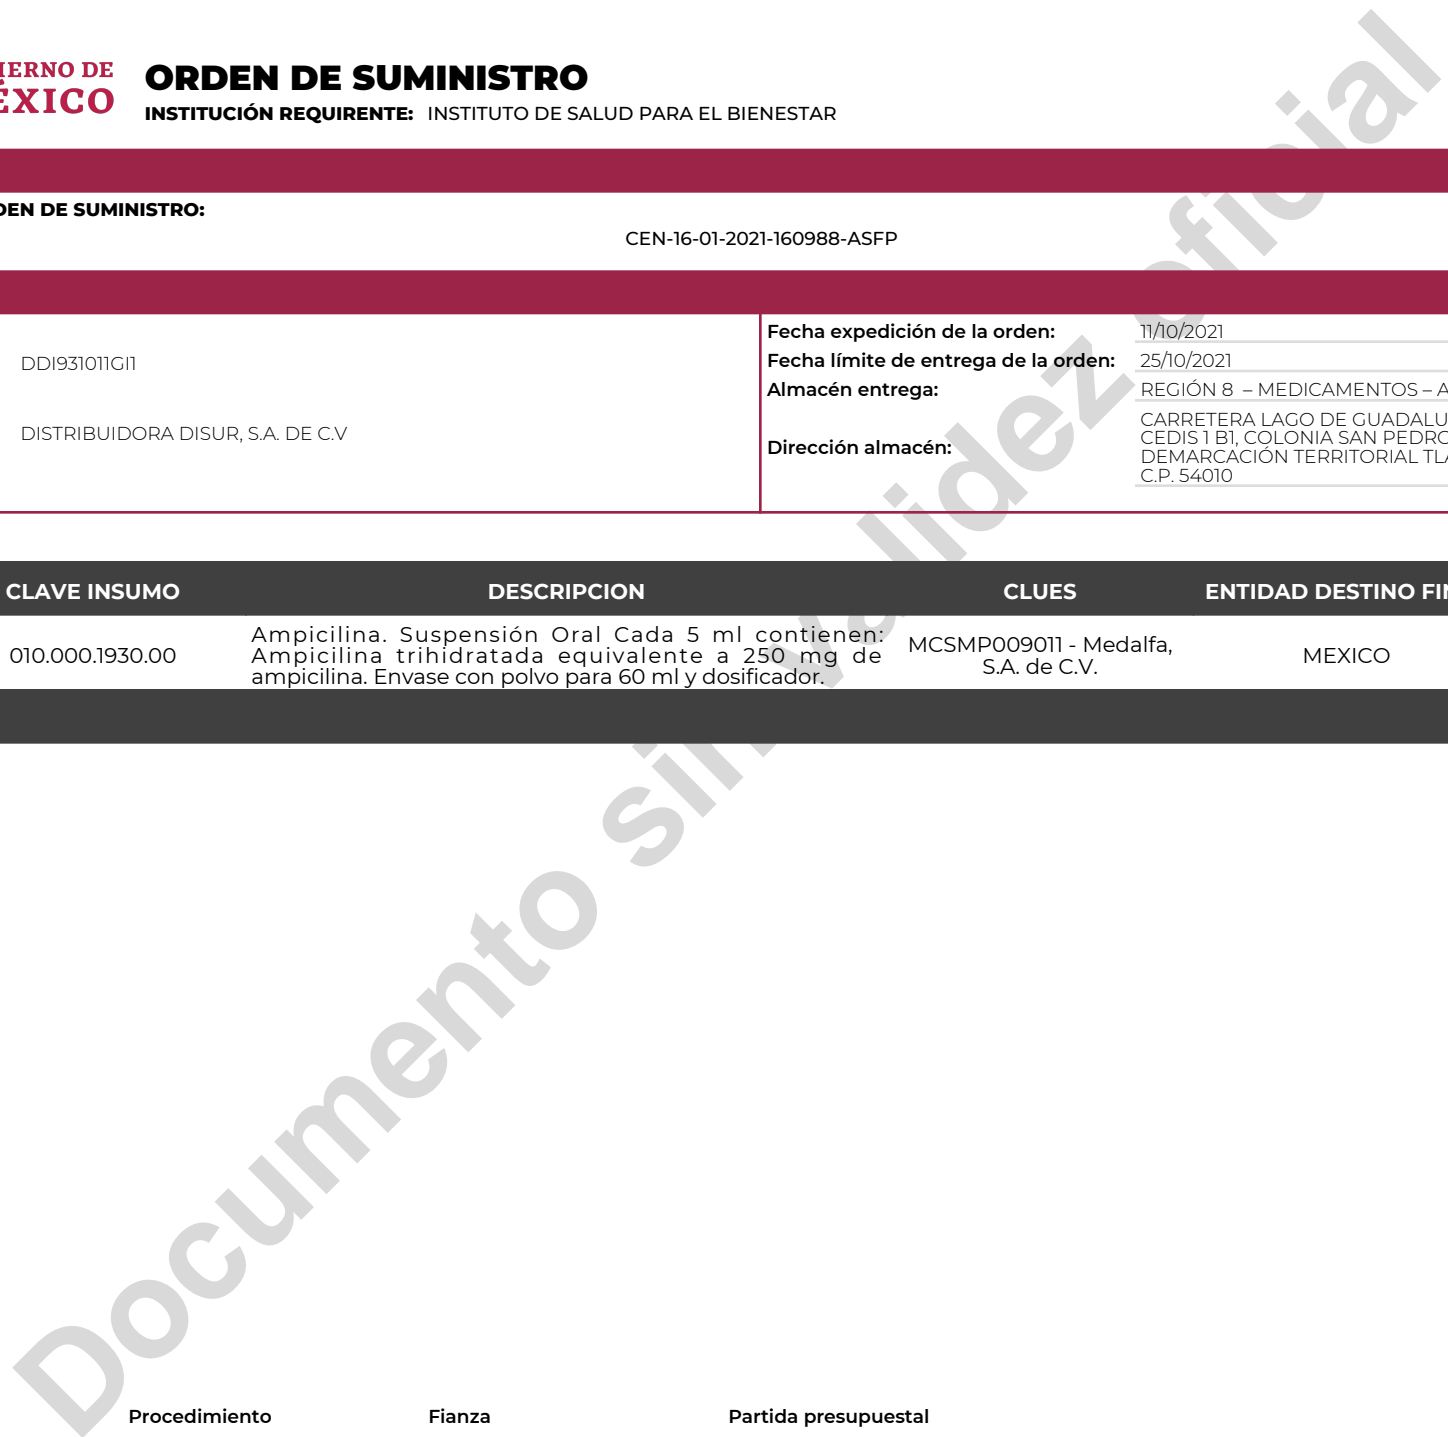 IERNO DE
ÉXICO
ORDEN DE SUMINISTRO
INSTITUCIÓN REQUIRENTE: INSTITUTO DE SALUD PARA EL BIENESTAR
DEN DE SUMINISTRO:
CEN-16-01-2021-160988-ASFP
DDI931011GI1
DISTRIBUIDORA DISUR, S.A. DE C.V
Fecha expedición de la orden: 11/10/2021
Fecha límite de entrega de la orden: 25/10/2021
Almacén entrega: REGIÓN 8 – MEDICAMENTOS – A
Dirección almacén:
CARRETERA LAGO DE GUADALU
CEDIS 1 B1, COLONIA SAN PEDRO
DEMARCACIÓN TERRITORIAL TLA
C.P. 54010
CLAVE INSUMO DESCRIPCION CLUES ENTIDAD DESTINO FIN
010.000.1930.00
Ampicilina. Suspensión Oral Cada 5 ml contienen:
Ampicilina trihidratada equivalente a 250 mg de
ampicilina. Envase con polvo para 60 ml y dosificador.
MCSMP009011 - Medalfa,
S.A. de C.V.
MEXICO
Documento sin validez oficial
Procedimiento Fianza Partida presupuestal